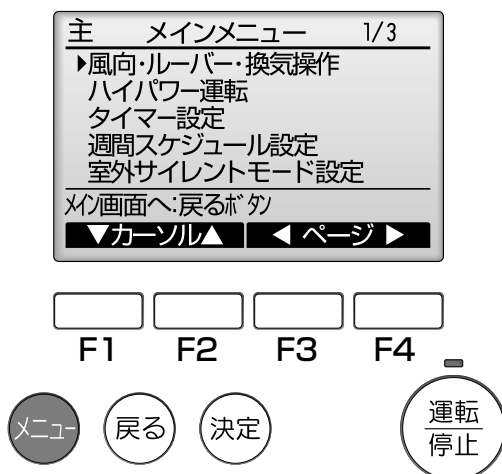 主 メインメニュー 1/3
▶風向・ルーバー・換気操作
ハイパワー運転
タイマー設定
週間スケジュール設定
室外サイレントモード設定
メイン画面へ:戻るボタン
▼カーソル▲ ◀ ページ ▶
F1 F2 F3 F4
メニュー 戻る 決定 運転
停止